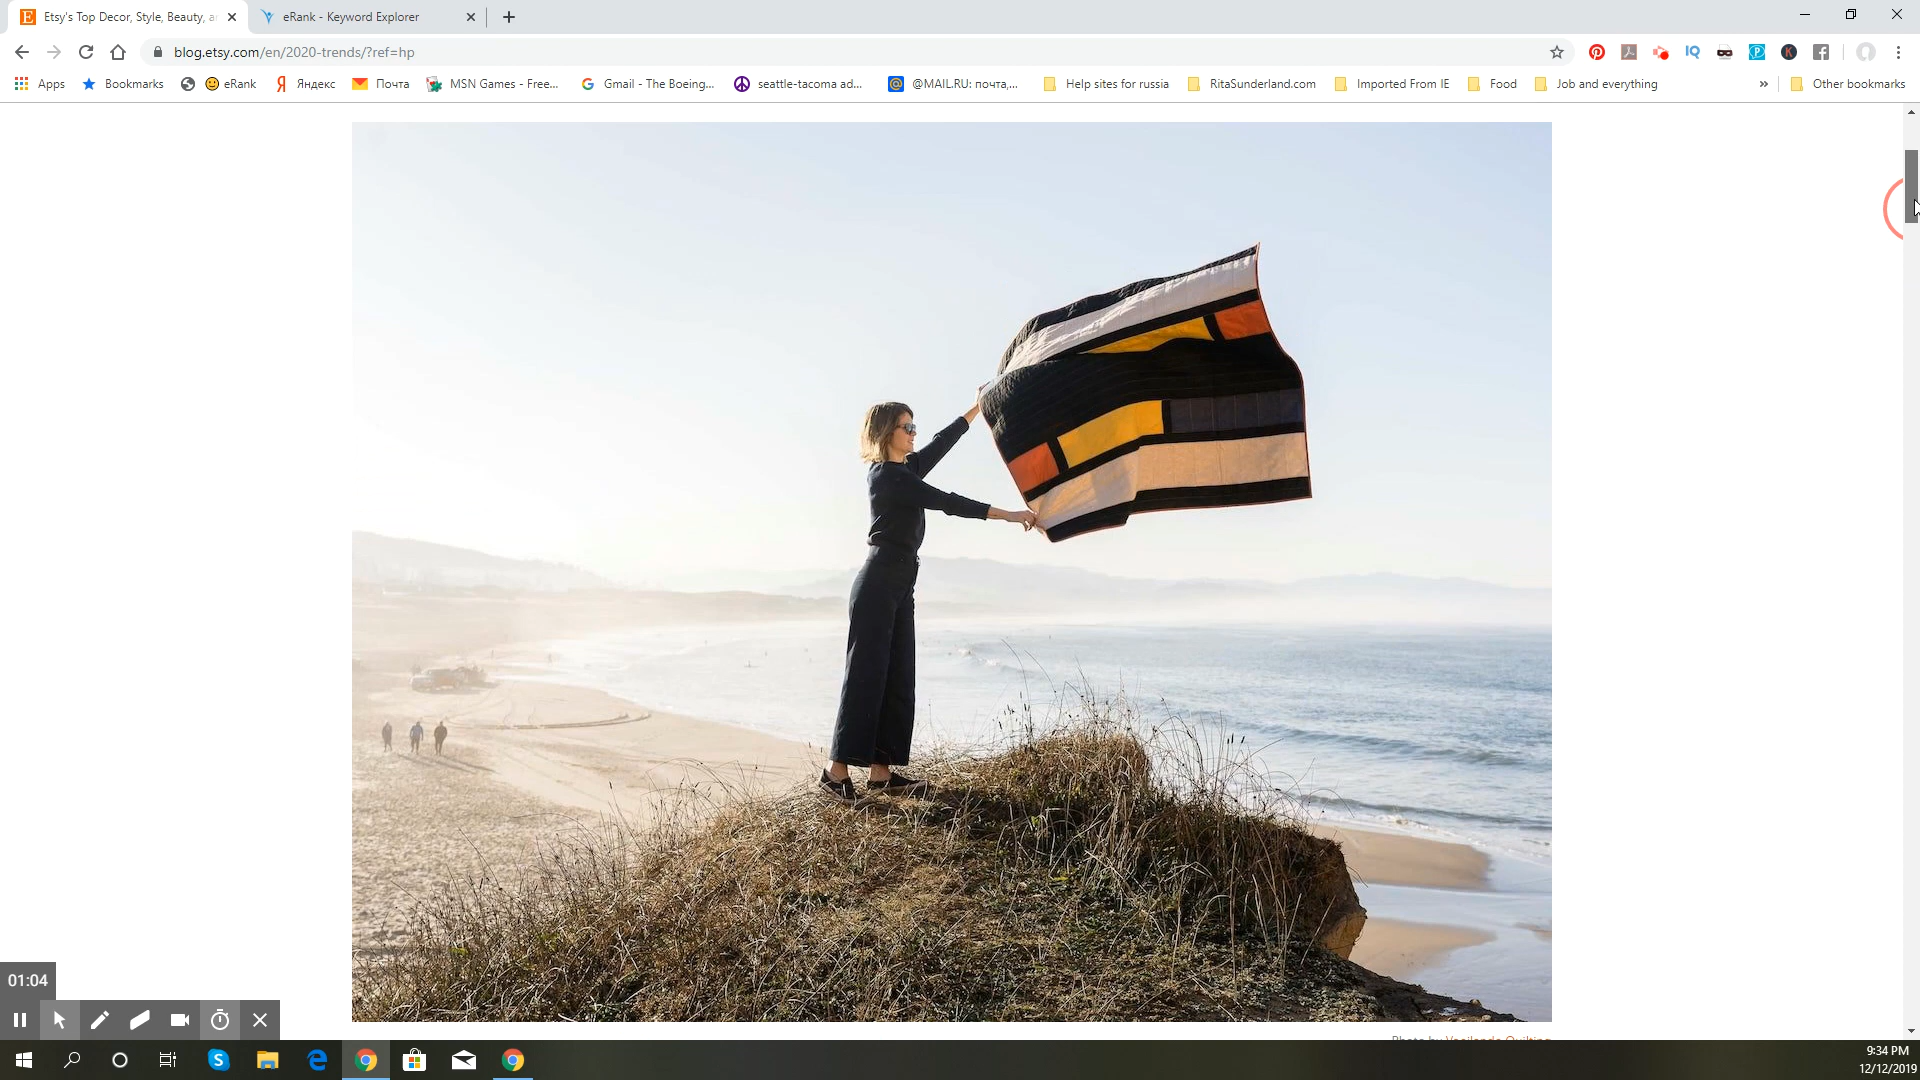 Etsy's Top Decor, Style, Beauty, a
eRank - Keyword Explorer
blog.etsy.com/en/2020-trends/?ref=hp
Apps
Bookmarks
eRank
Яндекс
Почта
MSN Games - Free...
Gmail - The Boeing...
seattle-tacoma ad...
@MAIL.RU: почта,...
Help sites for russia
RitaSunderland.com
Imported From IE
Food
Job and everything
»
Other bookmarks
01:04
9:34 PM
12/12/2019